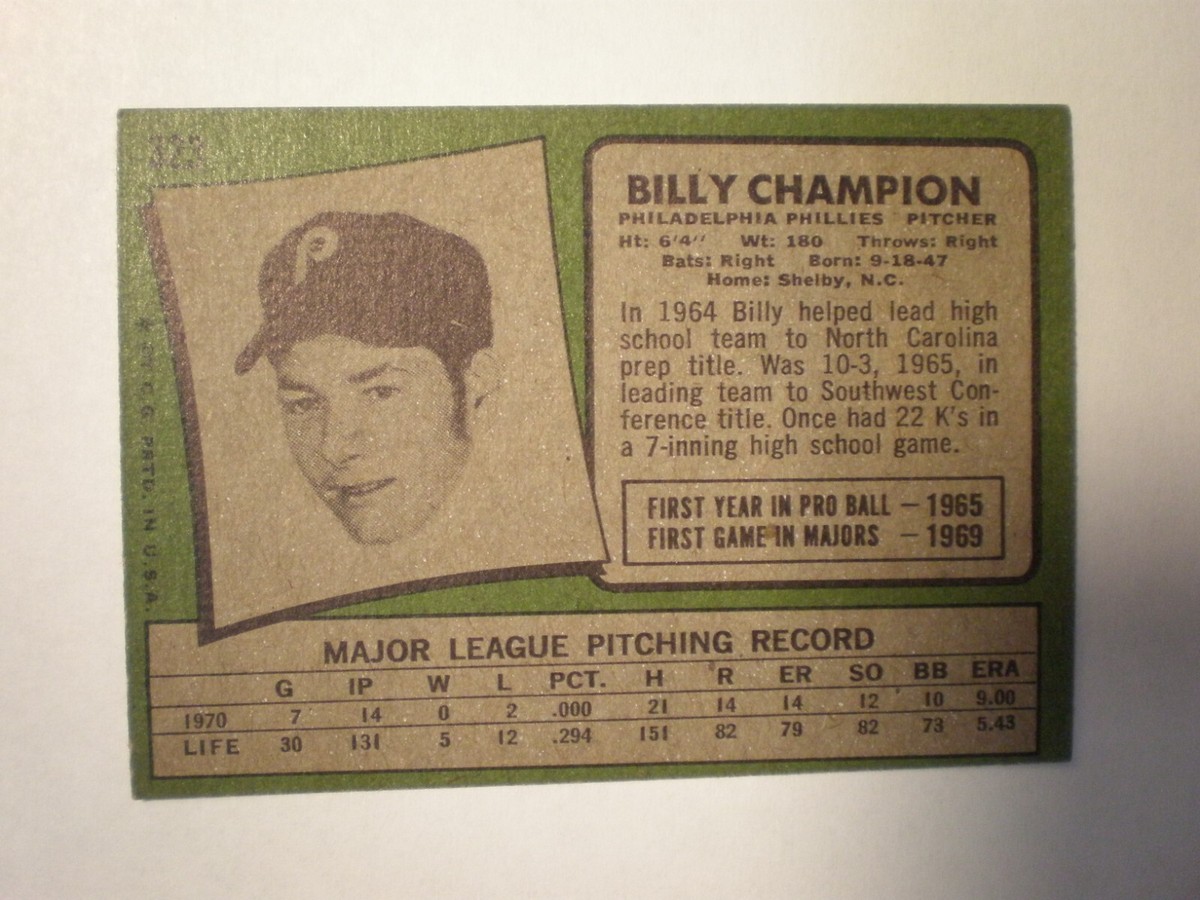 323
P
BILLY CHAMPION
PHILADELPHIA PHILLIES PITCHER
Ht: 6'4" Wt: 180 Throws: Right
Bats: Right Born: 9-18-47
Home: Shelby, N.C.
In 1964 Billy helped lead high
school team to North Carolina
prep title. Was 10-3, 1965, in
leading team to Southwest Con-
ference title. Once had 22 K's in
a 7-inning high school game.
FIRST YEAR IN PRO BALL — 1965
FIRST GAME IN MAJORS — 1969
T.C.G. PRTD. IN U.S.A.
MAJOR LEAGUE PITCHING RECORD
G IP W L PCT. H R ER SO BB ERA
1970 7 14 0 2 .000 21 14 14 12 10 9.00
LIFE 30 131 5 12 .294 151 82 79 82 73 5.43